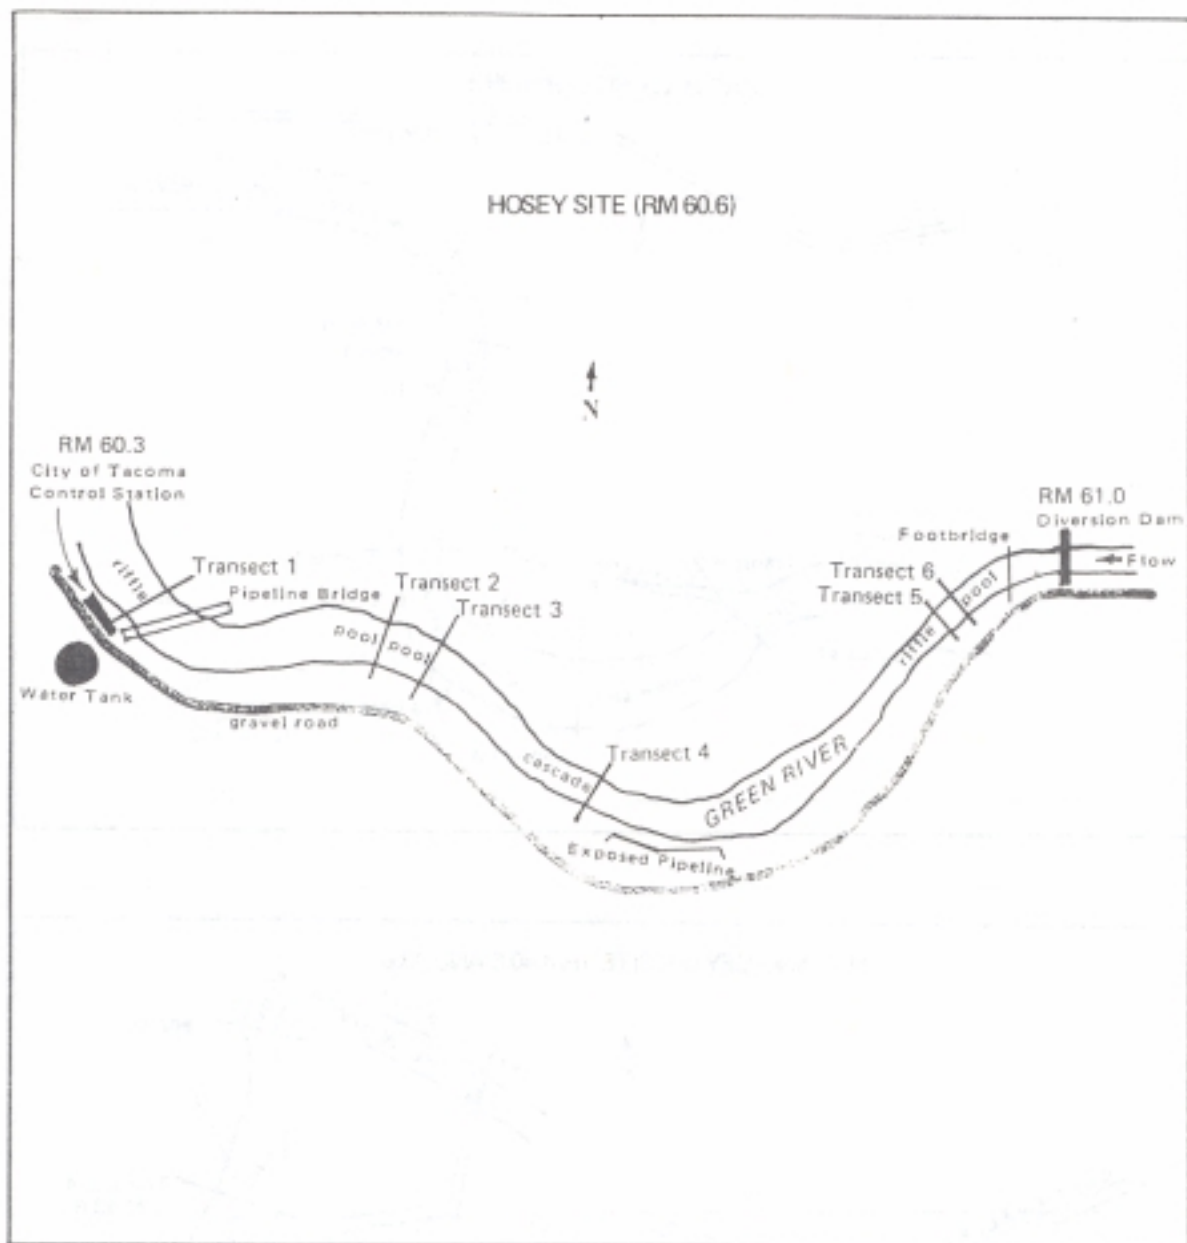 HOSEY SITE (RM 60.6)
N
RM 60.3
City of Tacoma
Control Station
RM 61.0
Diversion Dam
Footbridge
Flow
riffle
Transect 1
Pipeline Bridge
Transect 2
Transect 3
Transect 6
Transect 5
pool
riffle
pool
pool
Water Tank
gravel road
cascade
Transect 4
GREEN RIVER
Exposed Pipeline